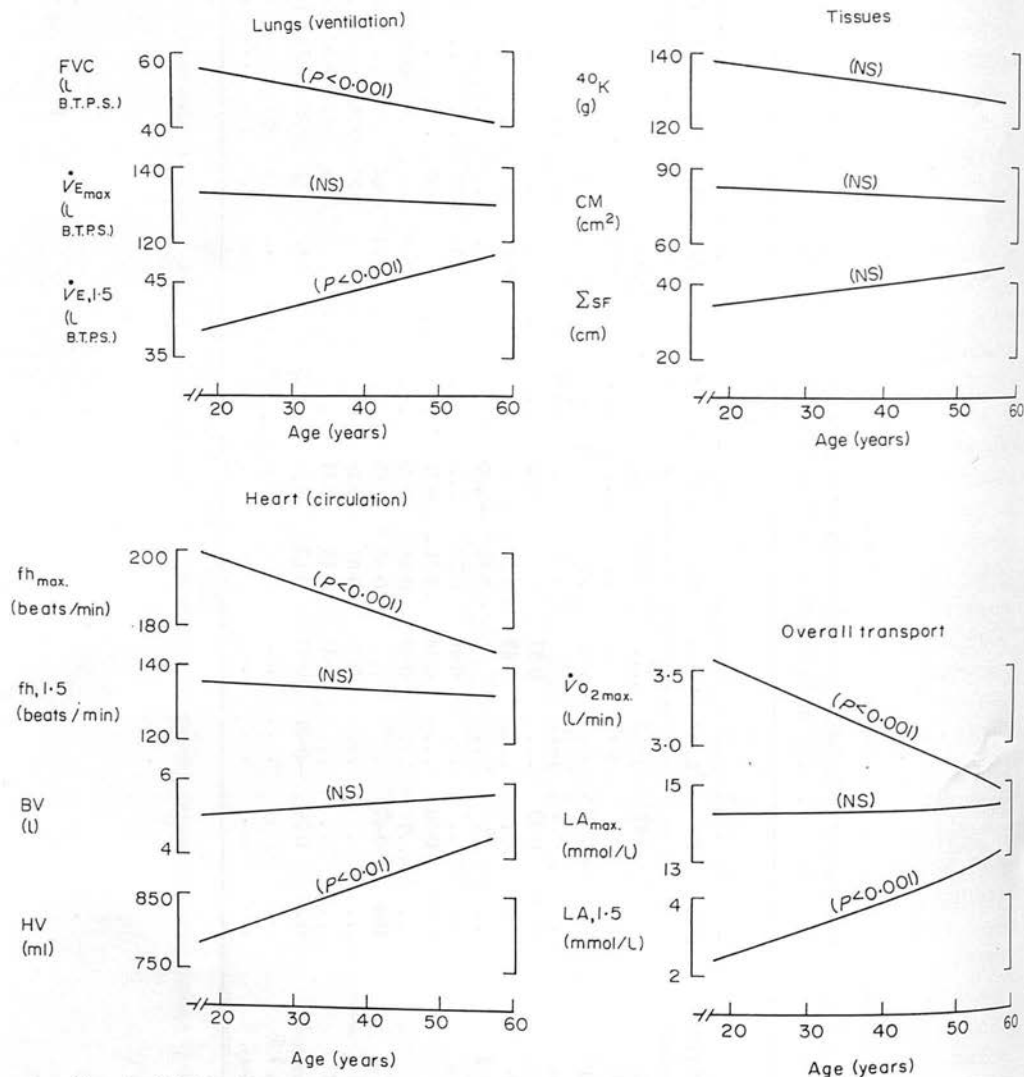 Lungs (ventilation)
FVC
(L
B.T.P.S.)
60
40
(P<0·001)
V̇Emax
(L
B.T.P.S.)
140
120
(NS)
V̇E,1·5
(L
B.T.P.S.)
45
35
(P<0·001)
20 30 40 50 60
Age (years)
Tissues
40K
(g)
140
120
(NS)
CM
(cm²)
90
60
(NS)
ΣSF
(cm)
40
20
(NS)
20 30 40 50 60
Age (years)
Heart (circulation)
fhmax.
(beats/min)
200
180
(P<0·001)
fh,1·5
(beats/min)
140
120
(NS)
BV
(L)
6
4
(NS)
HV
(ml)
850
750
(P<0·01)
20 30 40 50 60
Age (years)
Overall transport
V̇O2max.
(L/min)
3·5
3·0
(P<0·001)
LAmax.
(mmol/L)
15
13
(NS)
LA,1·5
(mmol/L)
4
2
(P<0·001)
20 30 40 50 60
Age (years)